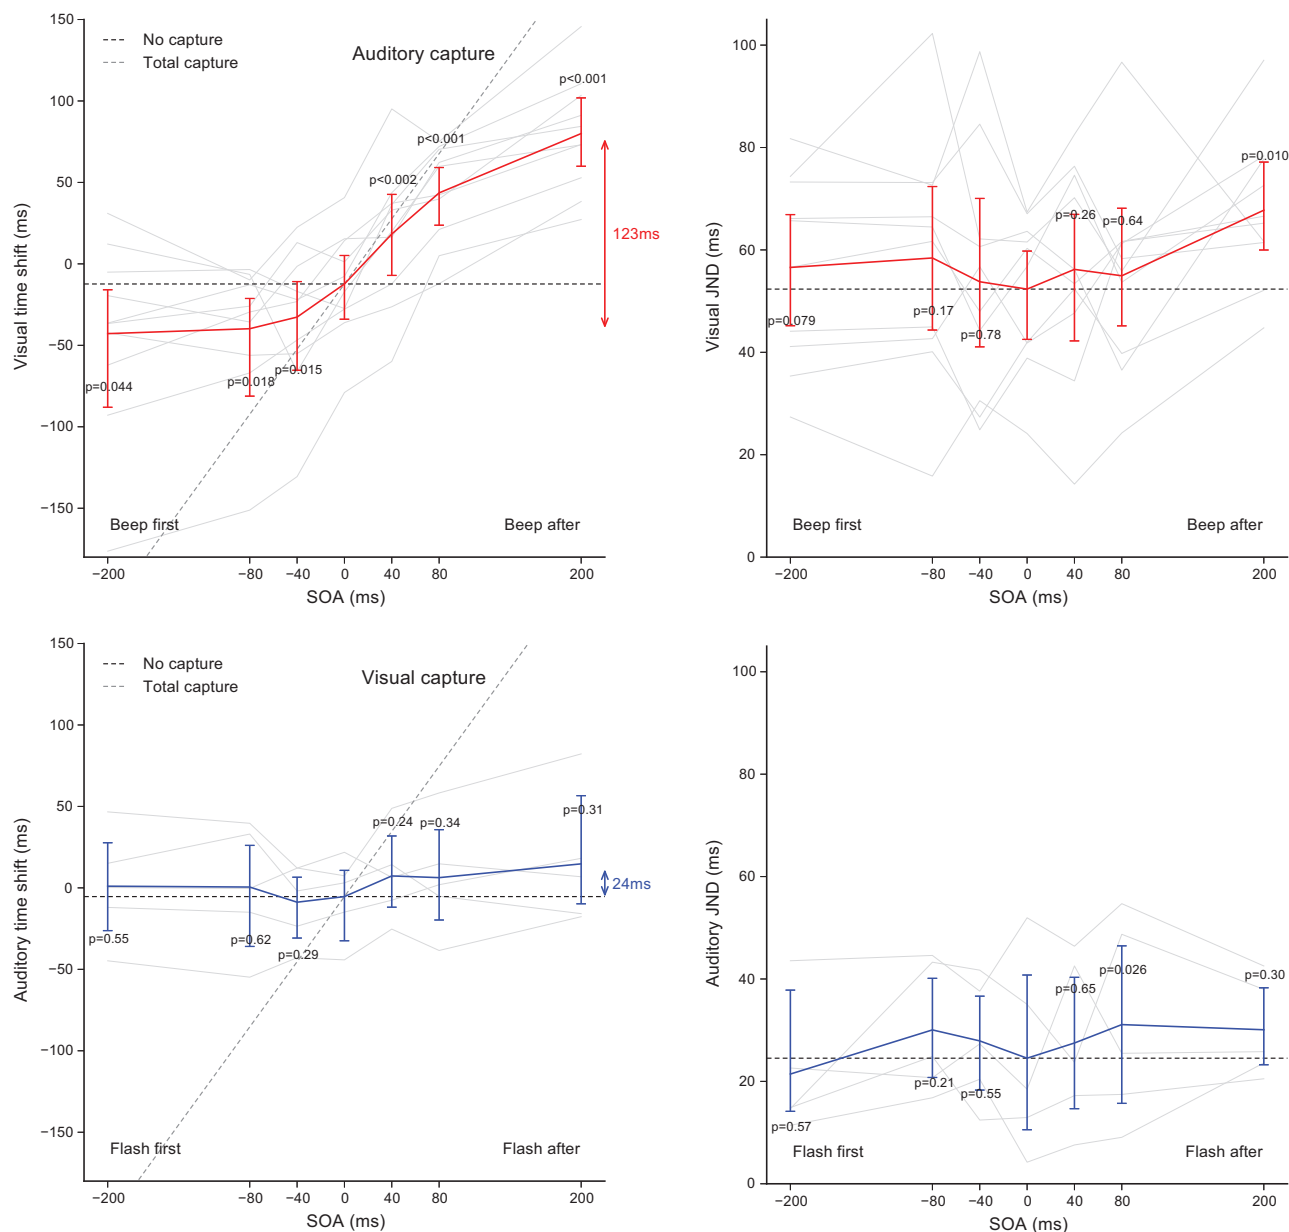 150
100
50
0
−50
−100
−150
Visual time shift (ms)
No capture
Total capture
Auditory capture
p=0.044
p=0.018
p=0.015
p<0.002
p<0.001
p<0.001
123ms
Beep first
Beep after
−200
−80
−40
0
40
80
200
SOA (ms)
100
80
60
40
20
0
Visual JND (ms)
p=0.079
p=0.17
p=0.78
p=0.26
p=0.64
p=0.010
Beep first
Beep after
−200
−80
−40
0
40
80
200
SOA (ms)
150
100
50
0
−50
−100
−150
Auditory time shift (ms)
No capture
Total capture
Visual capture
p=0.55
p=0.62
p=0.29
p=0.24
p=0.34
p=0.31
24ms
Flash first
Flash after
−200
−80
−40
0
40
80
200
SOA (ms)
100
80
60
40
20
0
Auditory JND (ms)
p=0.57
p=0.21
p=0.55
p=0.65
p=0.026
p=0.30
Flash first
Flash after
−200
−80
−40
0
40
80
200
SOA (ms)